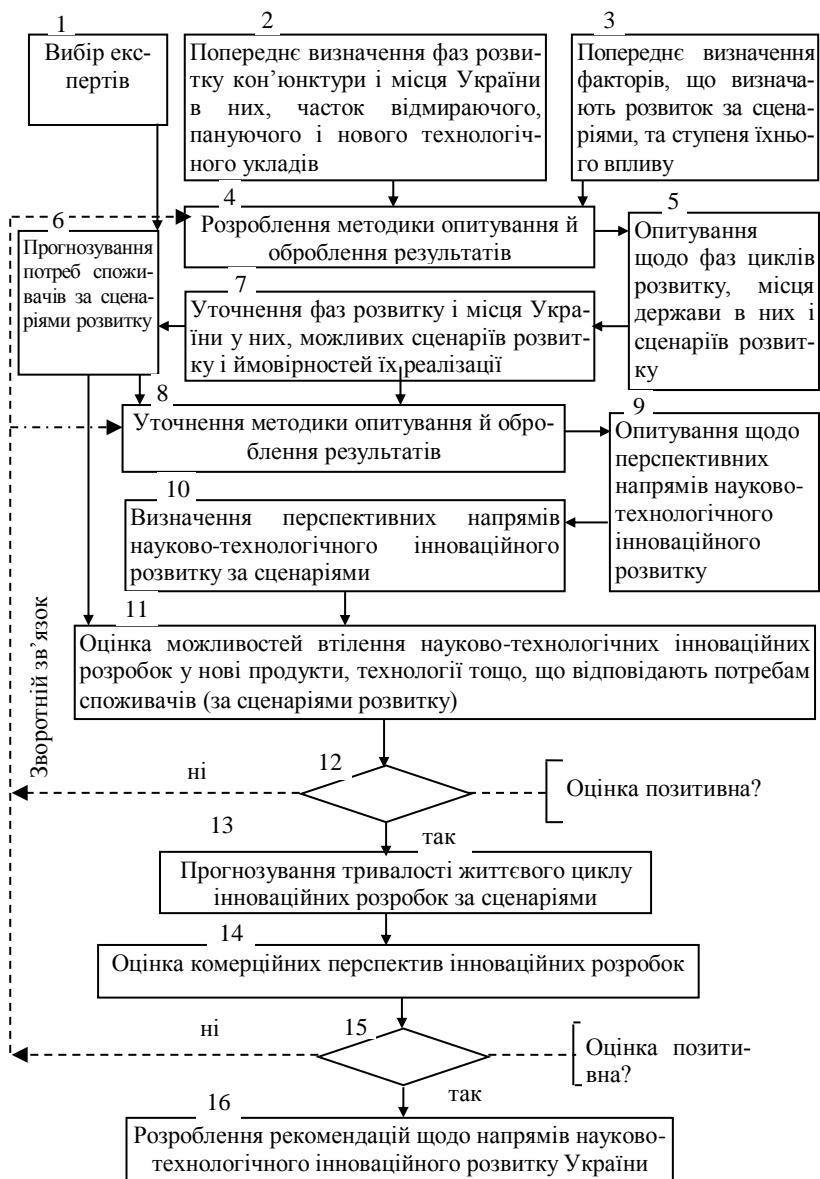 1
Вибір екс-
пертів
2
Попереднє визначення фаз розви-
тку кон’юнктури і місця України
в них, часток відмираючого,
пануючого і нового технологіч-
ного укладів
3
Попереднє визначення
факторів, що визнача-
ють розвиток за сцена-
ріями, та ступеня їхньо-
го впливу
4
Розроблення методики опитування й
оброблення результатів
5
Опитування
щодо фаз циклів
розвитку, місця
держави в них і
сценаріїв розвит-
ку
6
Прогнозування
потреб спожи-
вачів за сцена-
ріями розвитку
7
Уточнення фаз розвитку і місця Укра-
їни у них, можливих сценаріїв розвит-
ку і ймовірностей їх реалізації
8
Уточнення методики опитування й обро-
блення результатів
9
Опитування щодо
перспективних
напрямів науково-
технологічного
інноваційного
розвитку
10
Визначення перспективних напрямів
науково-технологічного інноваційного
розвитку за сценаріями
11
Оцінка можливостей втілення науково-технологічних інноваційних
розробок у нові продукти, технології тощо, що відповідають потребам
споживачів (за сценаріями розвитку)
Зворотній зв’язок
12
ні
Оцінка позитивна?
так
13
Прогнозування тривалості життєвого циклу
інноваційних розробок за сценаріями
14
Оцінка комерційних перспектив інноваційних розробок
15
ні
Оцінка позити-
вна?
так
16
Розроблення рекомендацій щодо напрямів науково-
технологічного інноваційного розвитку України